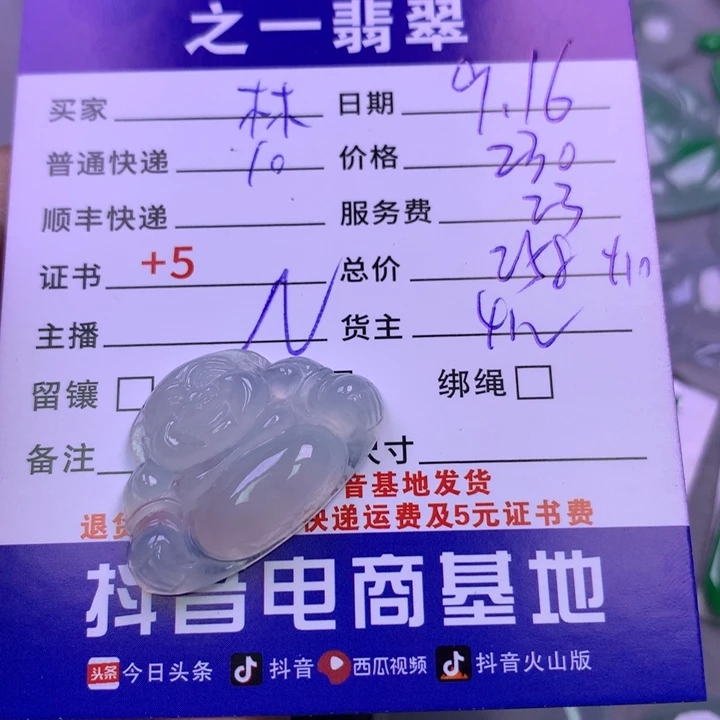 之一翡翠
买家 林 日期 9.16
普通快递 10 价格 230
顺丰快递 服务费 23
证书 +5 总价 258 +10
主播 货主
留镶 绑绳
备注 尺寸
音基地发货
退货 快递运费及5元证书费
抖音电商基地
头条 今日头条 抖音 西瓜视频 抖音火山版